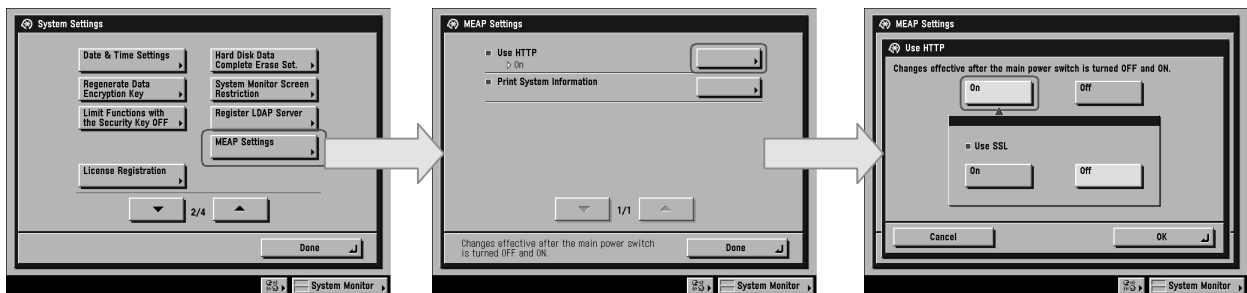 System Settings
Date & Time Settings
Hard Disk Data
Complete Erase Set.
Regenerate Data
Encryption Key
System Monitor Screen
Restriction
Limit Functions with
the Security Key OFF
Register LDAP Server
MEAP Settings
License Registration
2/4
Done
System Monitor
MEAP Settings
Use HTTP
On
Print System Information
1/1
Changes effective after the main power switch
is turned OFF and ON.
Done
System Monitor
MEAP Settings
Use HTTP
Changes effective after the main power switch is turned OFF and ON.
On
Off
Use SSL
On
Off
Cancel
OK
System Monitor